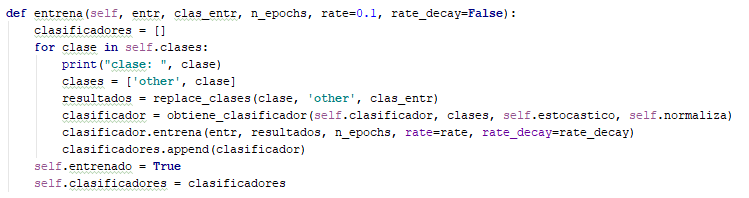 def entrena(self, entr, clas_entr, n_epochs, rate=0.1, rate_decay=False):
    clasificadores = []
    for clase in self.clases:
        print("clase: ", clase)
        clases = ['other', clase]
        resultados = replace_clases(clase, 'other', clas_entr)
        clasificador = obtiene_clasificador(self.clasificador, clases, self.estocastico, self.normaliza)
        clasificador.entrena(entr, resultados, n_epochs, rate=rate, rate_decay=rate_decay)
        clasificadores.append(clasificador)
    self.entrenado = True
    self.clasificadores = clasificadores